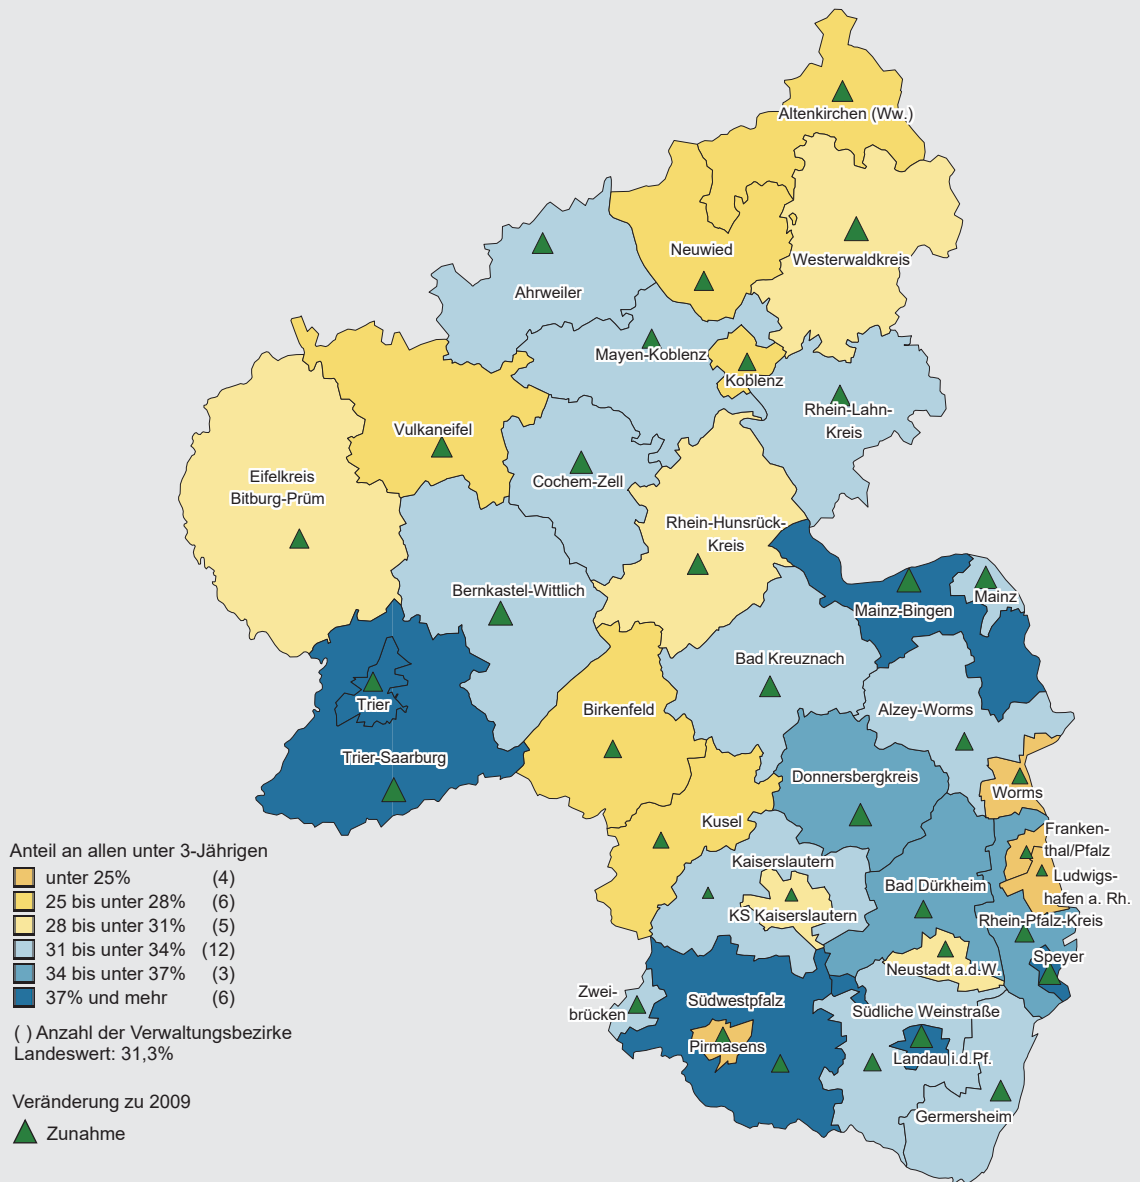 Altenkirchen (Ww.)
Neuwied
Westerwaldkreis
Ahrweiler
Mayen-Koblenz
Koblenz
Rhein-Lahn-
Kreis
Vulkaneifel
Cochem-Zell
Eifelkreis
Bitburg-Prüm
Rhein-Hunsrück-
Kreis
Bernkastel-Wittlich
Mainz-Bingen
Mainz
Bad Kreuznach
Trier
Birkenfeld
Alzey-Worms
Trier-Saarburg
Donnersbergkreis
Worms
Kusel
Franken-
thal/Pfalz
Kaiserslautern
Ludwigs-
hafen a. Rh.
Bad Dürkheim
KS Kaiserslautern
Rhein-Pfalz-Kreis
Speyer
Neustadt a.d.W.
Zwei-
brücken
Südwestpfalz
Südliche Weinstraße
Pirmasens
Landau i.d.Pf.
Germersheim
Anteil an allen unter 3-Jährigen
unter 25% (4)
25 bis unter 28% (6)
28 bis unter 31% (5)
31 bis unter 34% (12)
34 bis unter 37% (3)
37% und mehr (6)
( ) Anzahl der Verwaltungsbezirke
Landeswert: 31,3%
Veränderung zu 2009
Zunahme